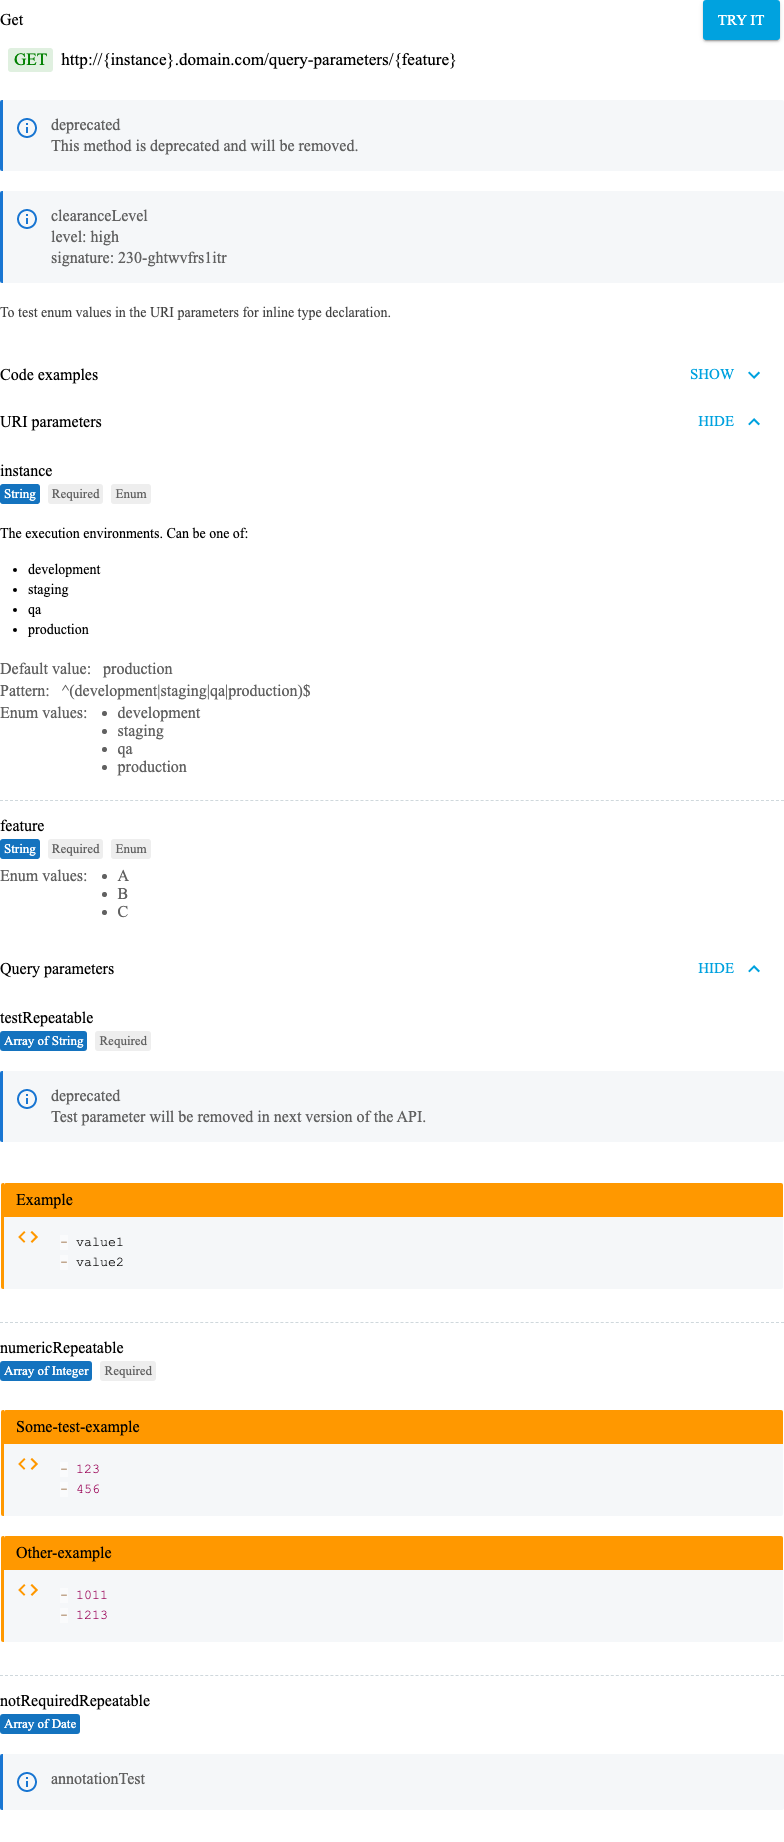 Get
TRY IT
GET http://{instance}.domain.com/query-parameters/{feature}
deprecated
This method is deprecated and will be removed.
clearanceLevel
level: high
signature: 230-ghtwvfrs1itr
To test enum values in the URI parameters for inline type declaration.
Code examples
SHOW
URI parameters
HIDE
instance
String Required Enum
The execution environments. Can be one of:
• development
• staging
• qa
• production
Default value: production
Pattern: ^(development|staging|qa|production)$
Enum values: • development
• staging
• qa
• production
feature
String Required Enum
Enum values: • A
• B
• C
Query parameters
HIDE
testRepeatable
Array of String Required
deprecated
Test parameter will be removed in next version of the API.
Example
- value1
- value2
numericRepeatable
Array of Integer Required
Some-test-example
- 123
- 456
Other-example
- 1011
- 1213
notRequiredRepeatable
Array of Date
annotationTest